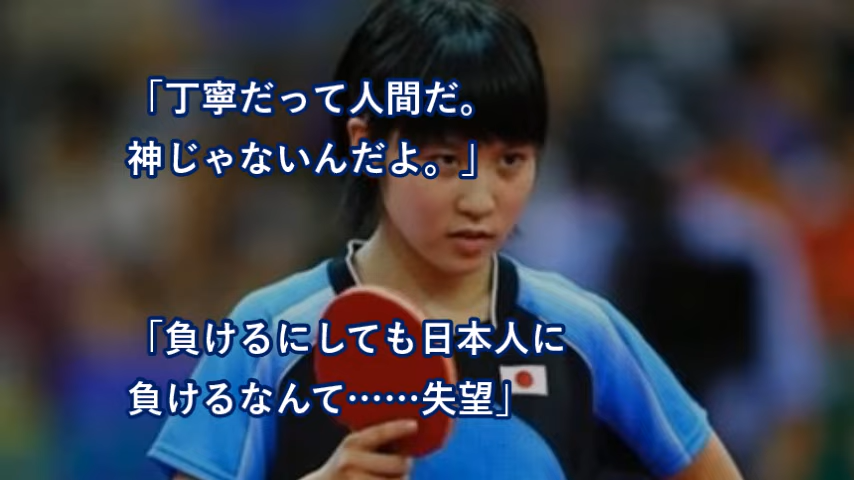 「丁寧だって人間だ。
神じゃないんだよ。」
「負けるにしても日本人に
負けるなんて……失望」